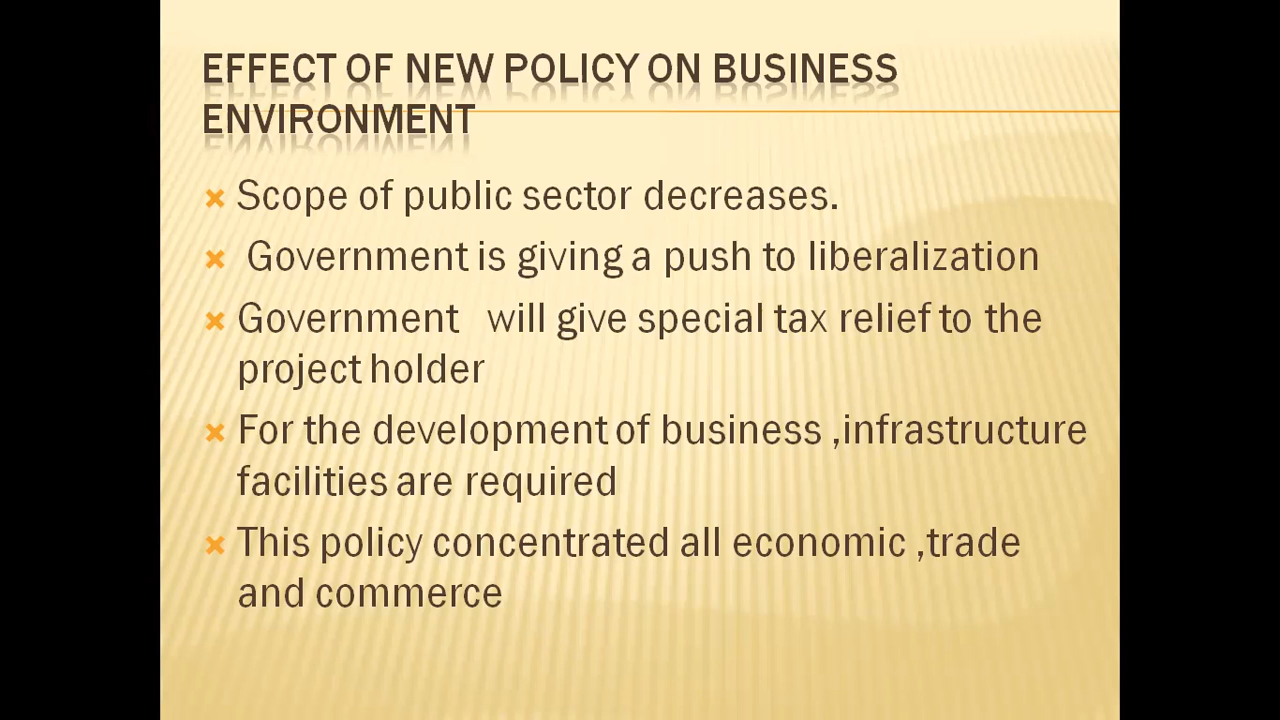 EFFECT OF NEW POLICY ON BUSINESS
ENVIRONMENT
Scope of public sector decreases.
Government is giving a push to liberalization
Government will give special tax relief to the
project holder
For the development of business ,infrastructure
facilities are required
This policy concentrated all economic ,trade
and commerce